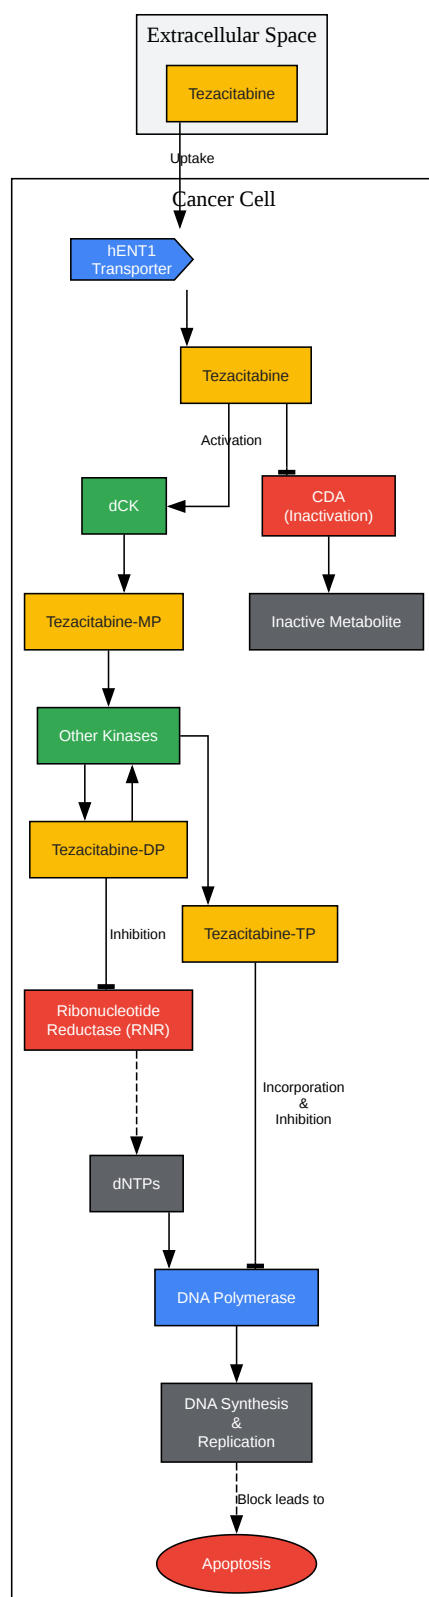 Extracellular Space
Tezacitabine
Uptake
Cancer Cell
hENT1
Transporter
Tezacitabine
Activation
dCK
CDA
(Inactivation)
Tezacitabine-MP
Inactive Metabolite
Other Kinases
Tezacitabine-DP
Inhibition
Tezacitabine-TP
Ribonucleotide
Reductase (RNR)
Incorporation
&
Inhibition
dNTPs
DNA Polymerase
DNA Synthesis
&
Replication
Block leads to
Apoptosis